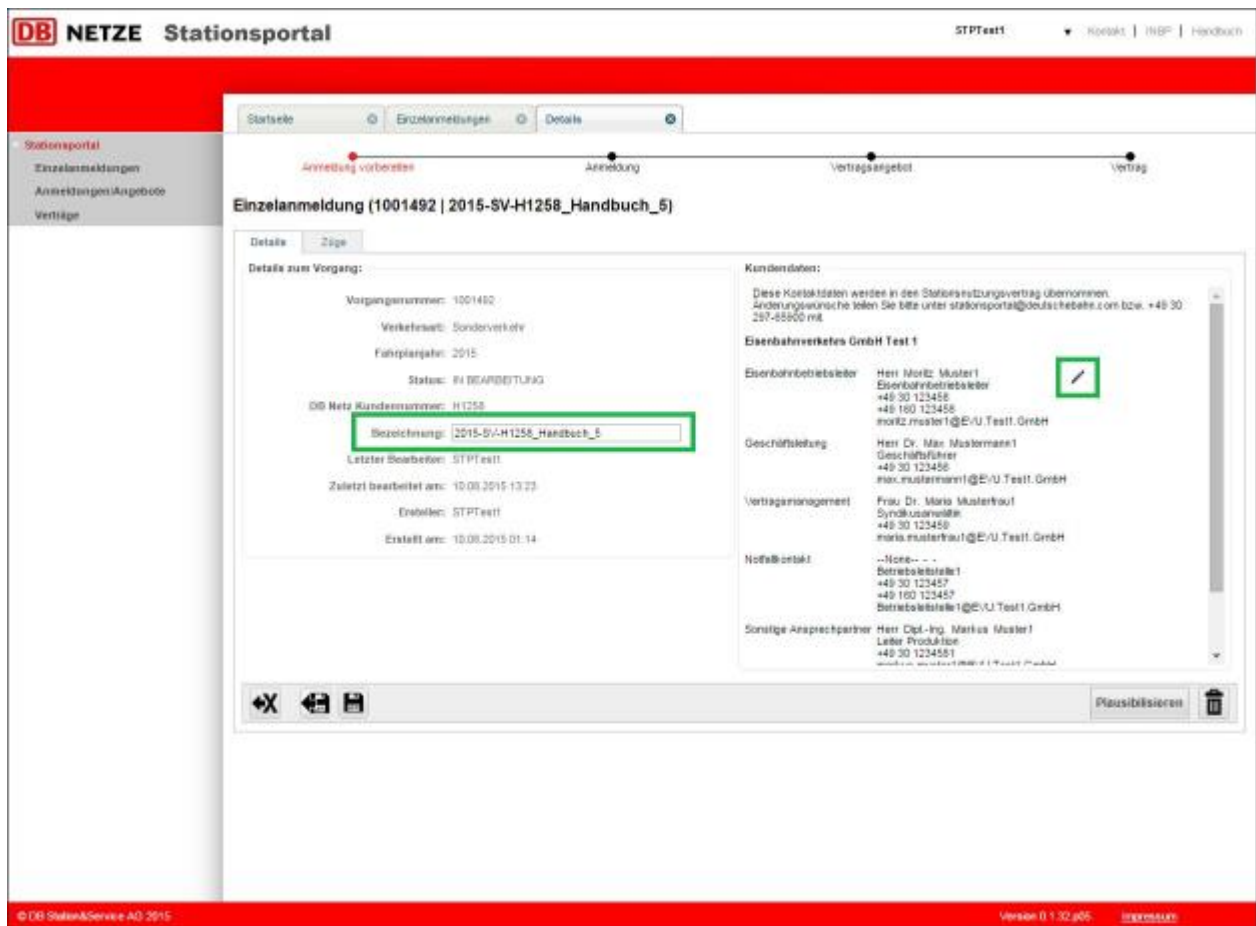 DB NETZE Stationsportal
STPTest1
Kontakt | INBP | Handbuch
Startseite
Einzelanmeldungen
Details
Stationsportal
Einzelanmeldungen
Anmeldungen/Angebote
Verträge
Anmeldung vorbereiten
Anmeldung
Vertragsangebot
Vertrag
Einzelanmeldung (1001492 | 2015-SV-H1258_Handbuch_5)
Details
Züge
Details zum Vorgang:
Vorgangsnummer: 1001492
Verkehrsart: Sonderverkehr
Fahrplanjahr: 2015
Status: IN BEARBEITUNG
DB Netz Kundennummer: H1258
Bezeichnung: 2015-SV-H1258_Handbuch_5
Letzter Bearbeiter: STPTest1
Zuletzt bearbeitet am: 10.08.2015 13:23
Ersteller: STPTest1
Erstellt am: 10.08.2015 01:14
Kundendaten:
Diese Kontaktdaten werden in den Stationsnutzungsvertrag übernommen.
Änderungswünsche teilen Sie bitte unter stationsportal@deutschebahn.com bzw. +49 30
297-65900 mit.
Eisenbahnverkehrs GmbH Test 1
Eisenbahnbetriebsleiter
Herr Moritz Muster1
Eisenbahnbetriebsleiter
+49 30 123456
+49 160 123456
moritz.muster1@EVU.Test1.GmbH
Geschäftsleitung
Herr Dr. Max Mustermann1
Geschäftsführer
+49 30 123456
max.mustermann1@EVU.Test1.GmbH
Vertragsmanagement
Frau Dr. Maria Musterfrau1
Syndikusanwältin
+49 30 123459
maria.musterfrau1@EVU.Test1.GmbH
Notfallkontakt
--None-- - -
Betriebsleitstelle1
+49 30 123457
+49 160 123457
Betriebsleitstelle1@EVU.Test1.GmbH
Sonstige Ansprechpartner
Herr Dipl.-Ing. Markus Muster1
Leiter Produktion
+49 30 1234561
Plausibilisieren
© DB Station&Service AG 2015
Version 0.1.32.p05
Impressum